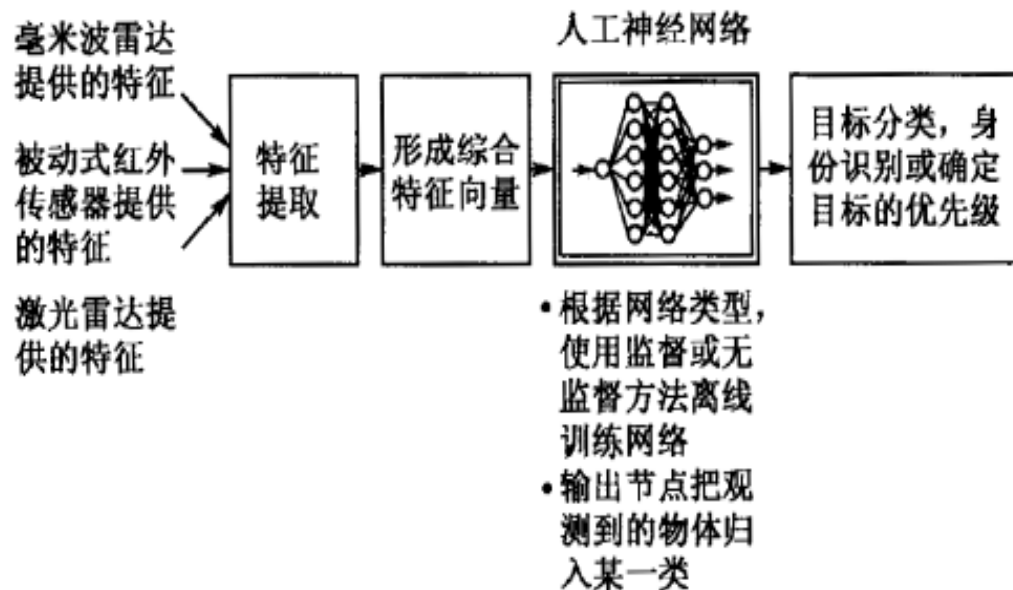 毫米波雷达
提供的特征
被动式红外
传感器提供
的特征
激光雷达提
供的特征
特征
提取
形成综合
特征向量
人工神经网络
• 根据网络类型，
使用监督或无
监督方法离线
训练网络
• 输出节点把观
测到的物体归
入某一类
目标分类，身
份识别或确定
目标的优先级